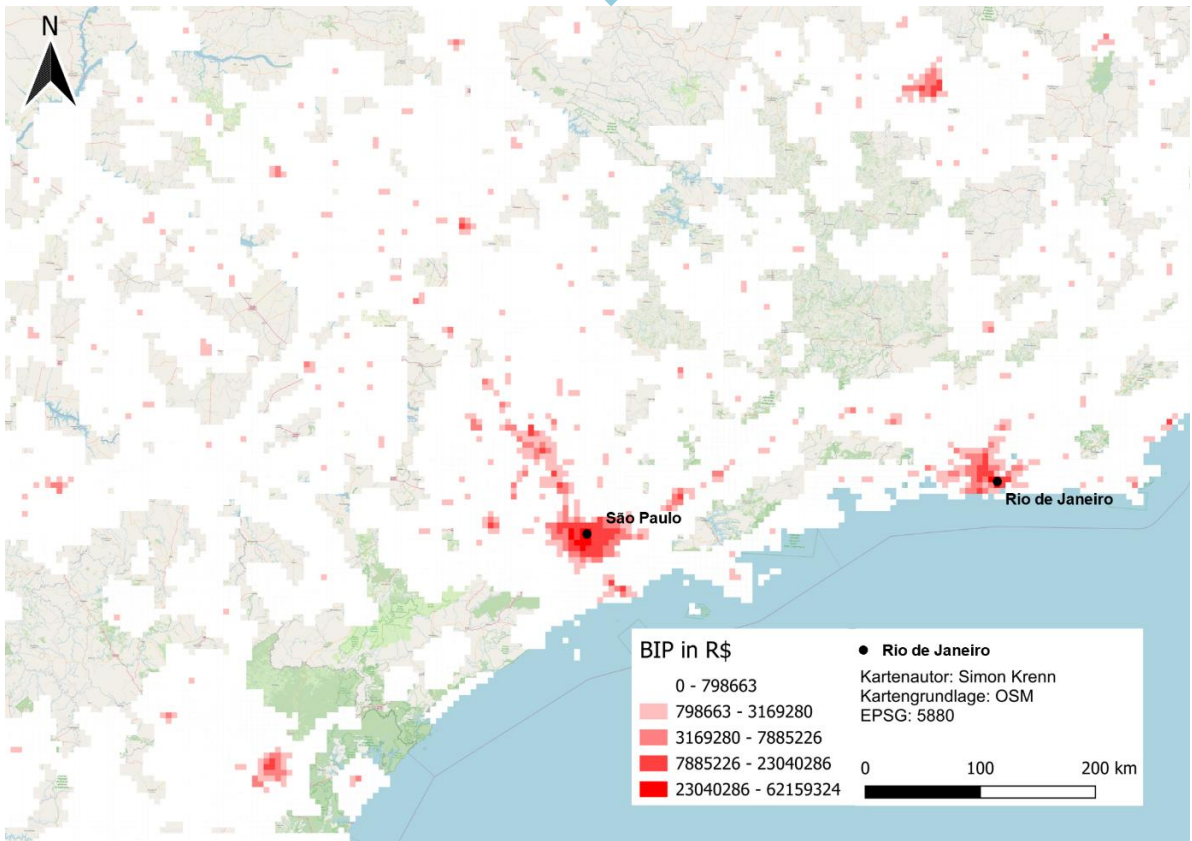 N
São Paulo
Rio de Janeiro
BIP in R$
0 - 798663
798663 - 3169280
3169280 - 7885226
7885226 - 23040286
23040286 - 62159324
Rio de Janeiro
Kartenautor: Simon Krenn
Kartengrundlage: OSM
EPSG: 5880
0 100 200 km